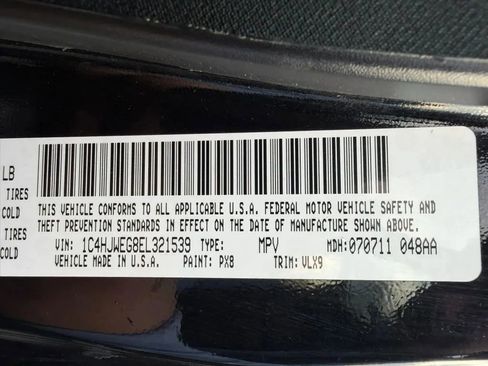 LB
TIRES
COLD
TIRES
COLD
THIS VEHICLE CONFORMS TO ALL APPLICABLE U.S.A. FEDERAL MOTOR VEHICLE SAFETY AND
THEFT PREVENTION STANDARDS IN EFFECT ON THE DATE OF MANUFACTURE SHOWN ABOVE.
VIN: 1C4HJWEG8EL321539 TYPE: MPV MDH: 070711 048AA
VEHICLE MADE IN U.S.A. PAINT: PX8 TRIM: VLX9